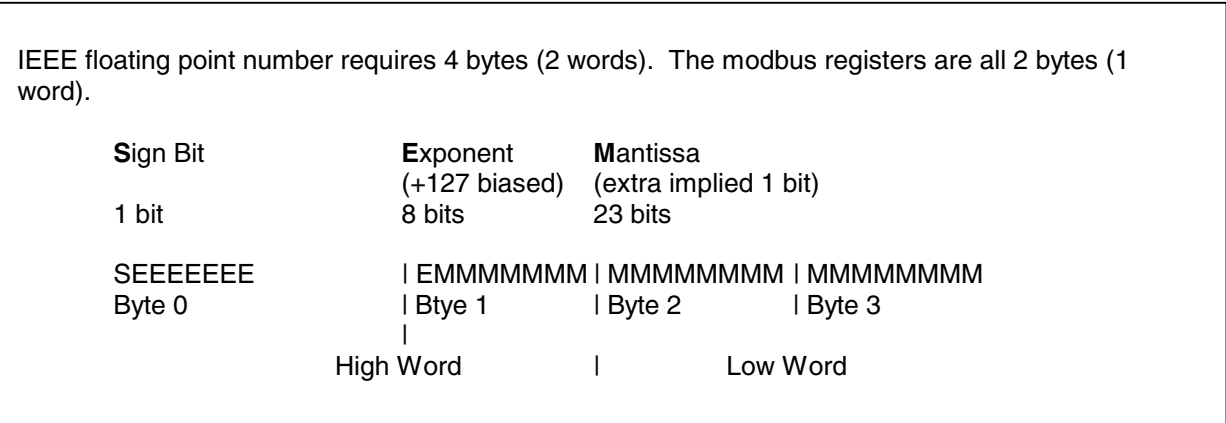 IEEE floating point number requires 4 bytes (2 words).  The modbus registers are all 2 bytes (1
word).
Sign Bit Exponent Mantissa
(+127 biased) (extra implied 1 bit)
1 bit 8 bits 23 bits
SEEEEEEE | EMMMMMMM | MMMMMMMM | MMMMMMMM
Byte 0 | Btye 1 | Byte 2 | Byte 3
|
High Word | Low Word